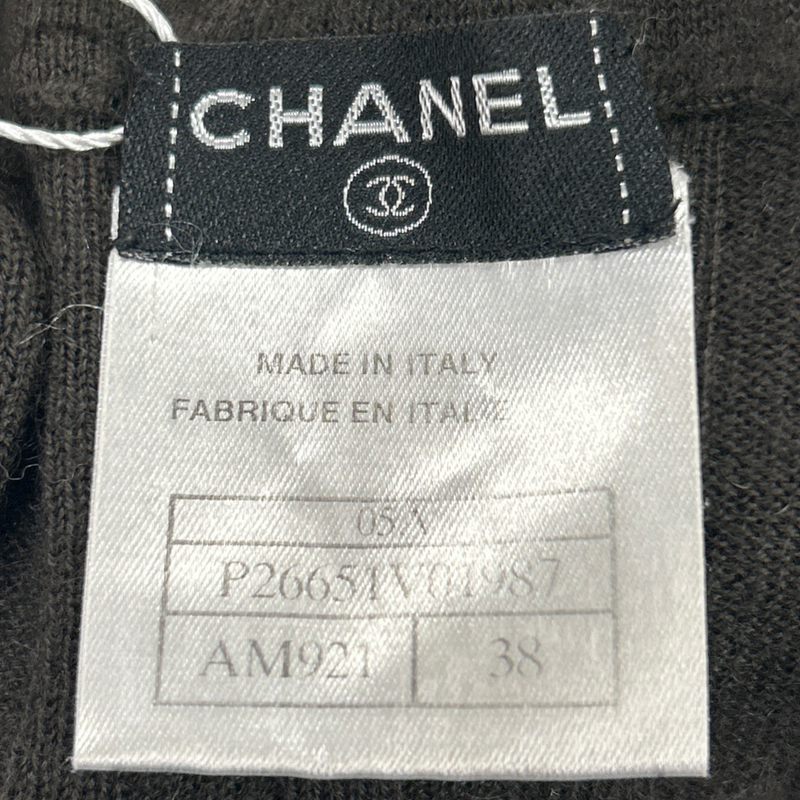 CHANEL
MADE IN ITALY
FABRIQUE EN ITALIE
05A
P26651V01987
AM921 38